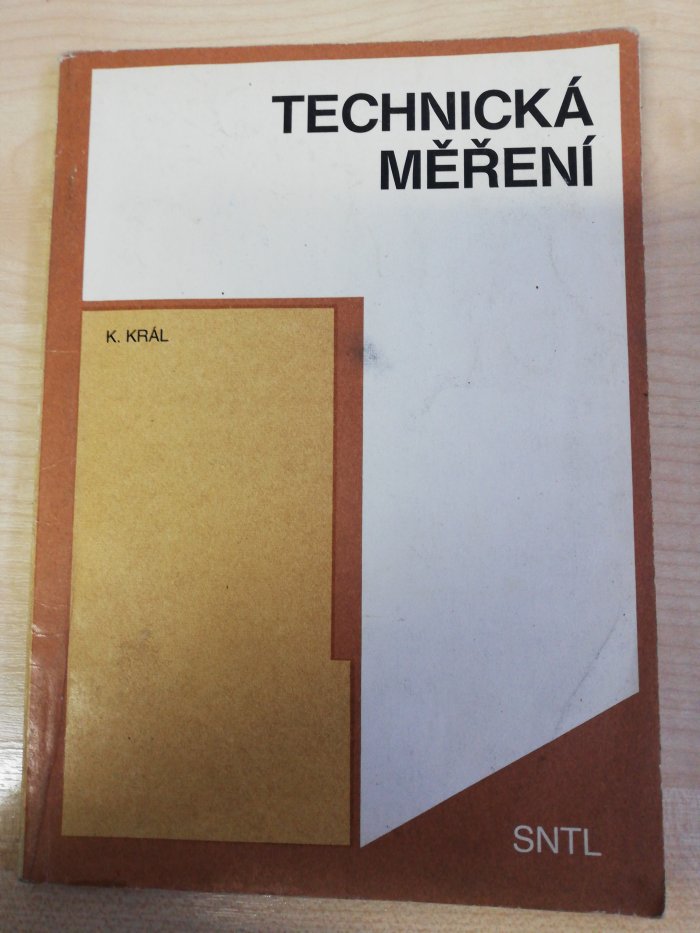 TECHNICKÁ
MĚŘENÍ
K. KRÁL
SNTL